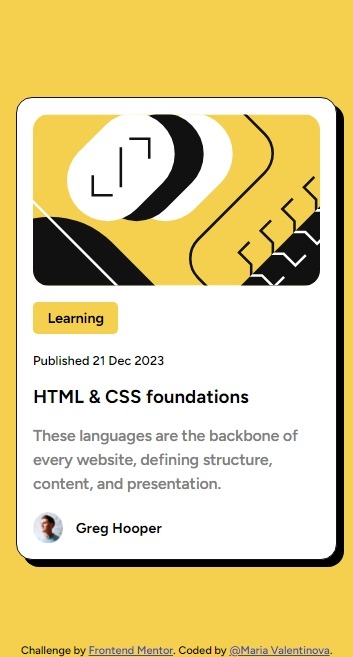 Learning
Published 21 Dec 2023
HTML & CSS foundations
These languages are the backbone of
every website, defining structure,
content, and presentation.
Greg Hooper
Challenge by Frontend Mentor. Coded by @Maria Valentinova.